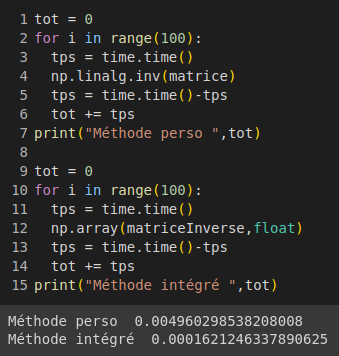 1 tot = 0
2 for i in range(100):
3   tps = time.time()
4   np.linalg.inv(matrice)
5   tps = time.time()-tps
6   tot += tps
7 print("Méthode perso ",tot)
8
9 tot = 0
10 for i in range(100):
11   tps = time.time()
12   np.array(matriceInverse,float)
13   tps = time.time()-tps
14   tot += tps
15 print("Méthode intégré ",tot)
Méthode perso  0.004960298538208008
Méthode intégré  0.0001621246337890625